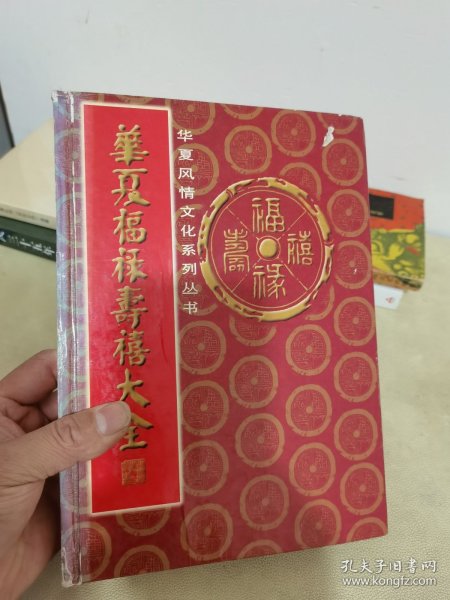 華夏福祿壽禧大全
华夏风情文化系列丛书
福
壽
禧
祿
孔夫子旧书网
www.kongfz.com